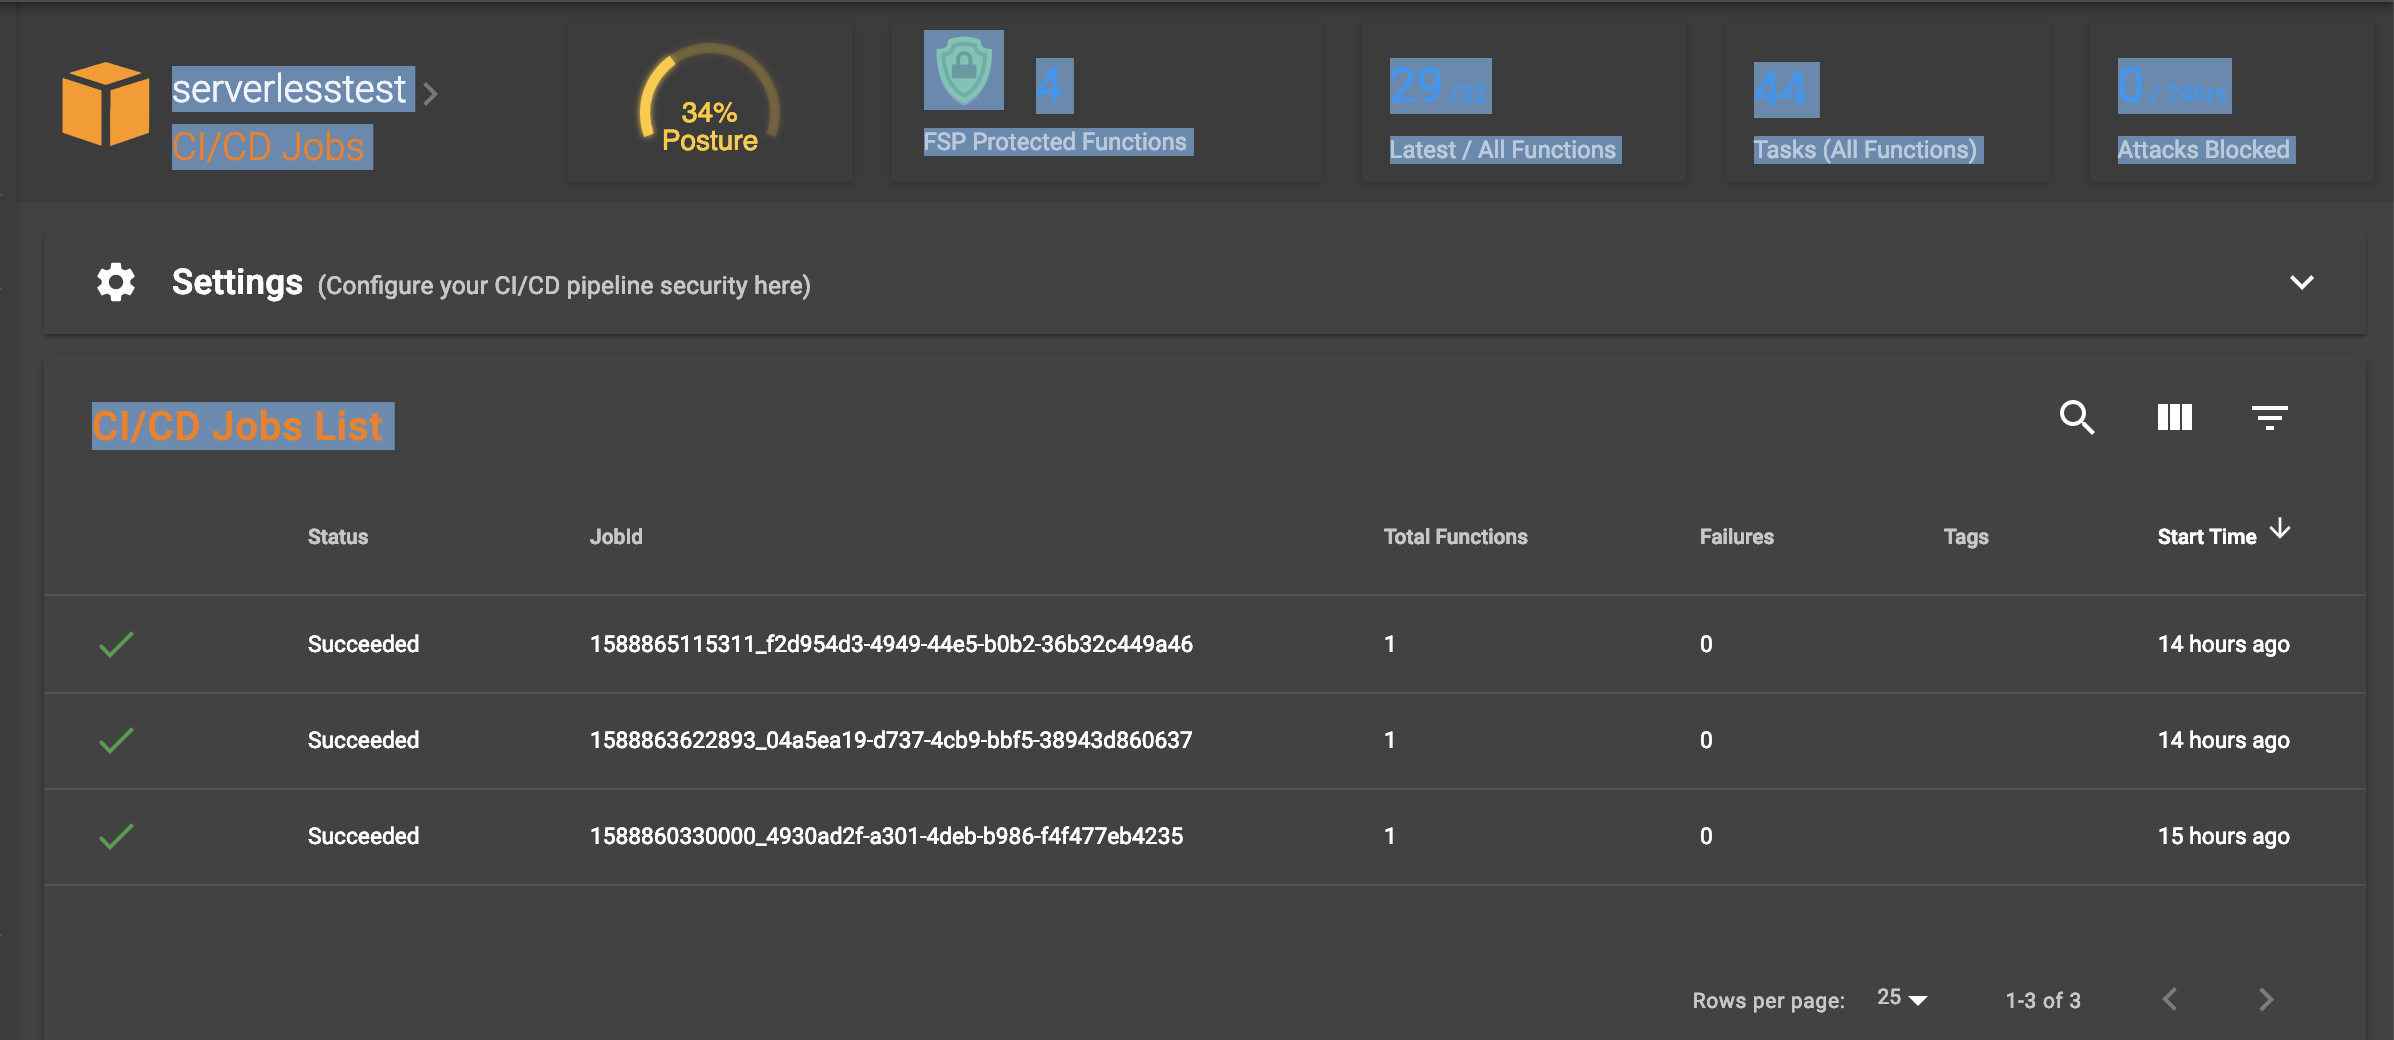 serverlesstest
CI/CD Jobs
34%
Posture
4
FSP Protected Functions
29 /32
Latest / All Functions
44
Tasks (All Functions)
0 / 24hrs
Attacks Blocked
Settings (Configure your CI/CD pipeline security here)
CI/CD Jobs List
Status JobId Total Functions Failures Tags Start Time
Succeeded 1588865115311_f2d954d3-4949-44e5-b0b2-36b32c449a46 1 0 14 hours ago
Succeeded 1588863622893_04a5ea19-d737-4cb9-bbf5-38943d860637 1 0 14 hours ago
Succeeded 1588860330000_4930ad2f-a301-4deb-b986-f4f477eb4235 1 0 15 hours ago
Rows per page: 25 1-3 of 3